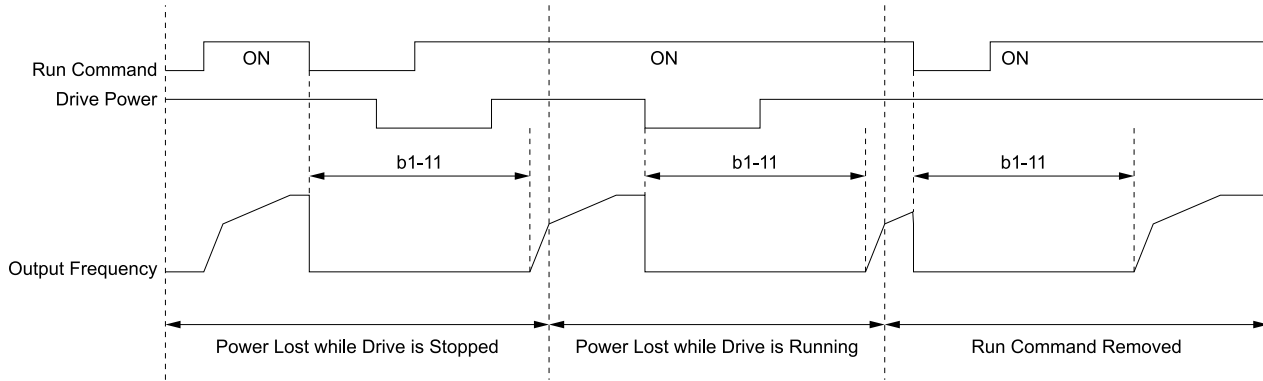 ON
ON
ON
Run Command
Drive Power
b1-11
b1-11
b1-11
Output Frequency
Power Lost while Drive is Stopped
Power Lost while Drive is Running
Run Command Removed